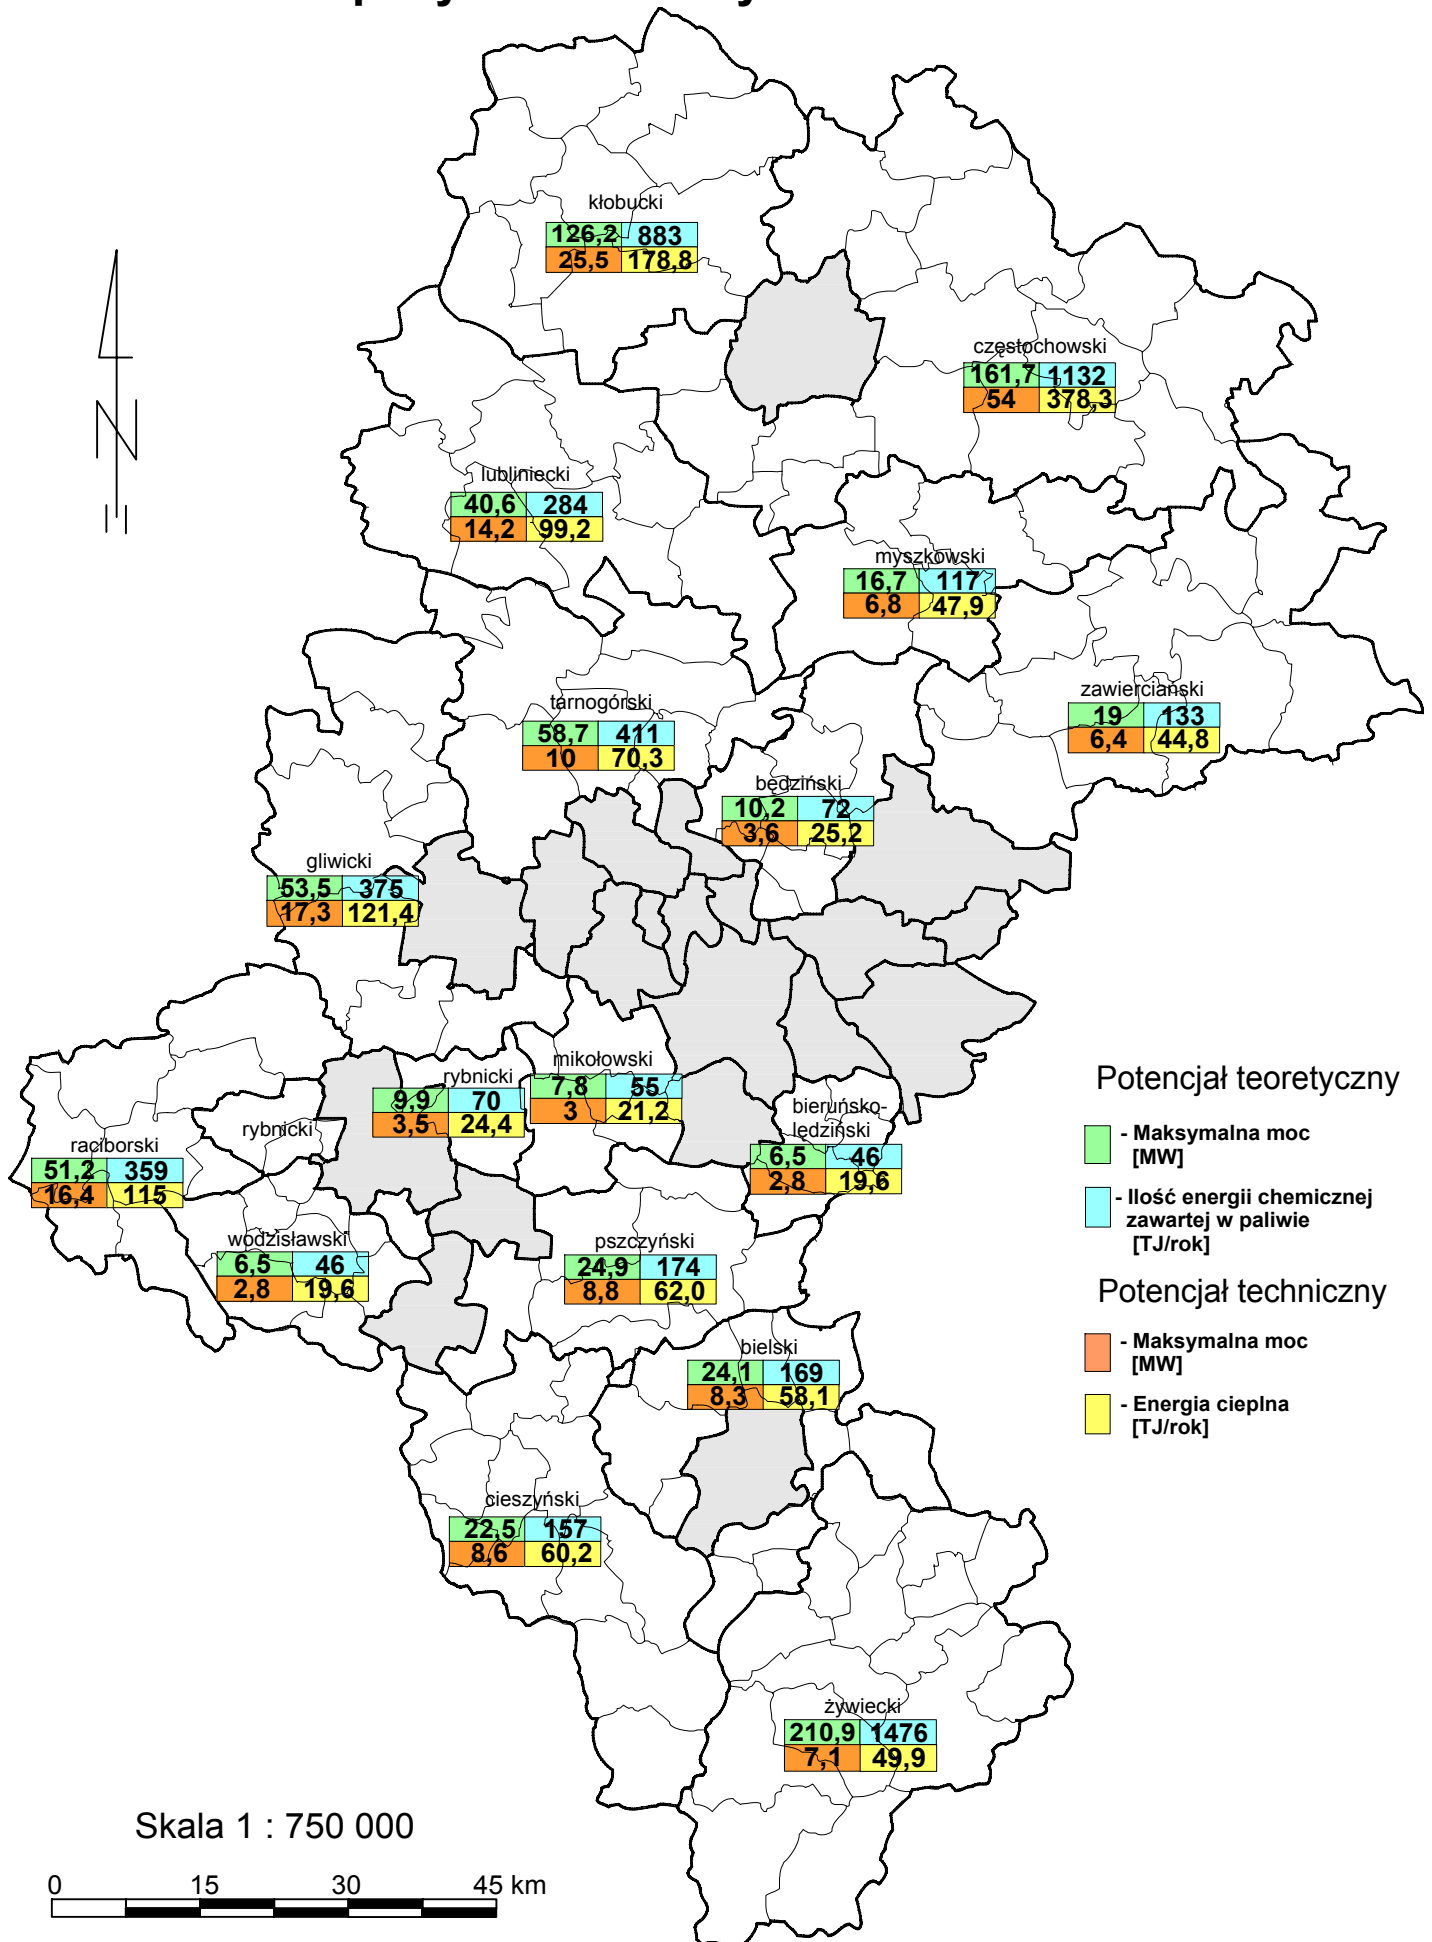 kłobucki
126,2 883
25,5 178,8
częstochowski
161,7 1132
54 378,3
N
lubliniecki
40,6 284
14,2 99,2
myszkowski
16,7 117
6,8 47,9
zawierciański
19 133
6,4 44,8
tarnogórski
58,7 411
10 70,3
będziński
10,2 72
3,6 25,2
gliwicki
53,5 375
17,3 121,4
mikołowski
7,8 55
3 21,2
rybnicki
9,9 70
3,5 24,4
bieruńsko-
lędziński
6,5 46
2,8 19,6
rybnicki
raciborski
51,2 359
16,4 115
wodzisławski
6,5 46
2,8 19,6
pszczyński
24,9 174
8,8 62,0
bielski
24,1 169
8,3 58,1
cieszyński
22,5 157
8,6 60,2
żywiecki
210,9 1476
7,1 49,9
Potencjał teoretyczny
- Maksymalna moc
[MW]
- Ilość energii chemicznej
zawartej w paliwie
[TJ/rok]
Potencjał techniczny
- Maksymalna moc
[MW]
- Energia cieplna
[TJ/rok]
Skala 1 : 750 000
0 15 30 45 km